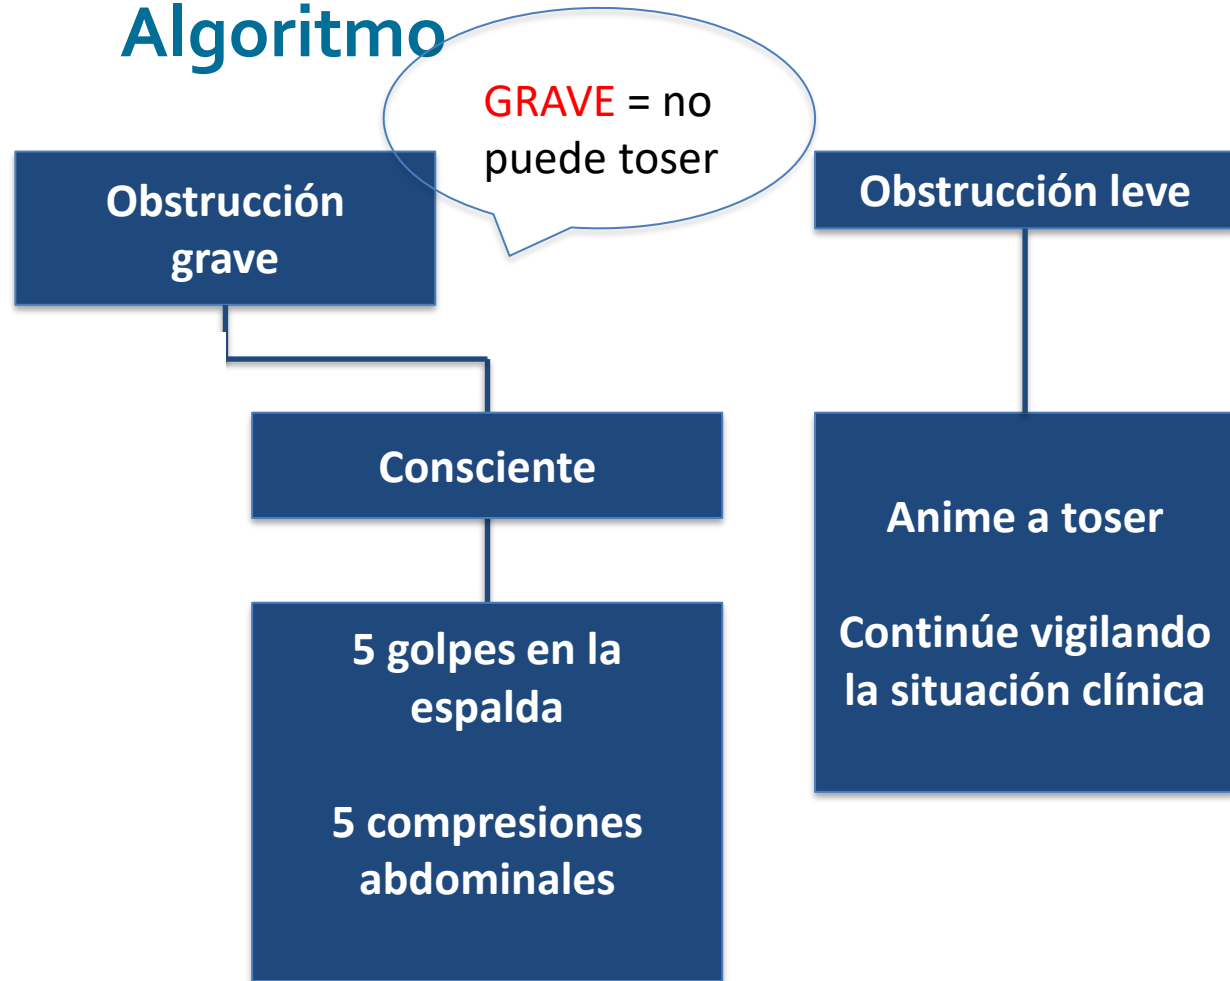 Algoritmo
GRAVE = no
puede toser
Obstrucción
grave
Obstrucción leve
Consciente
5 golpes en la
espalda
5 compresiones
abdominales
Anime a toser
Continúe vigilando
la situación clínica